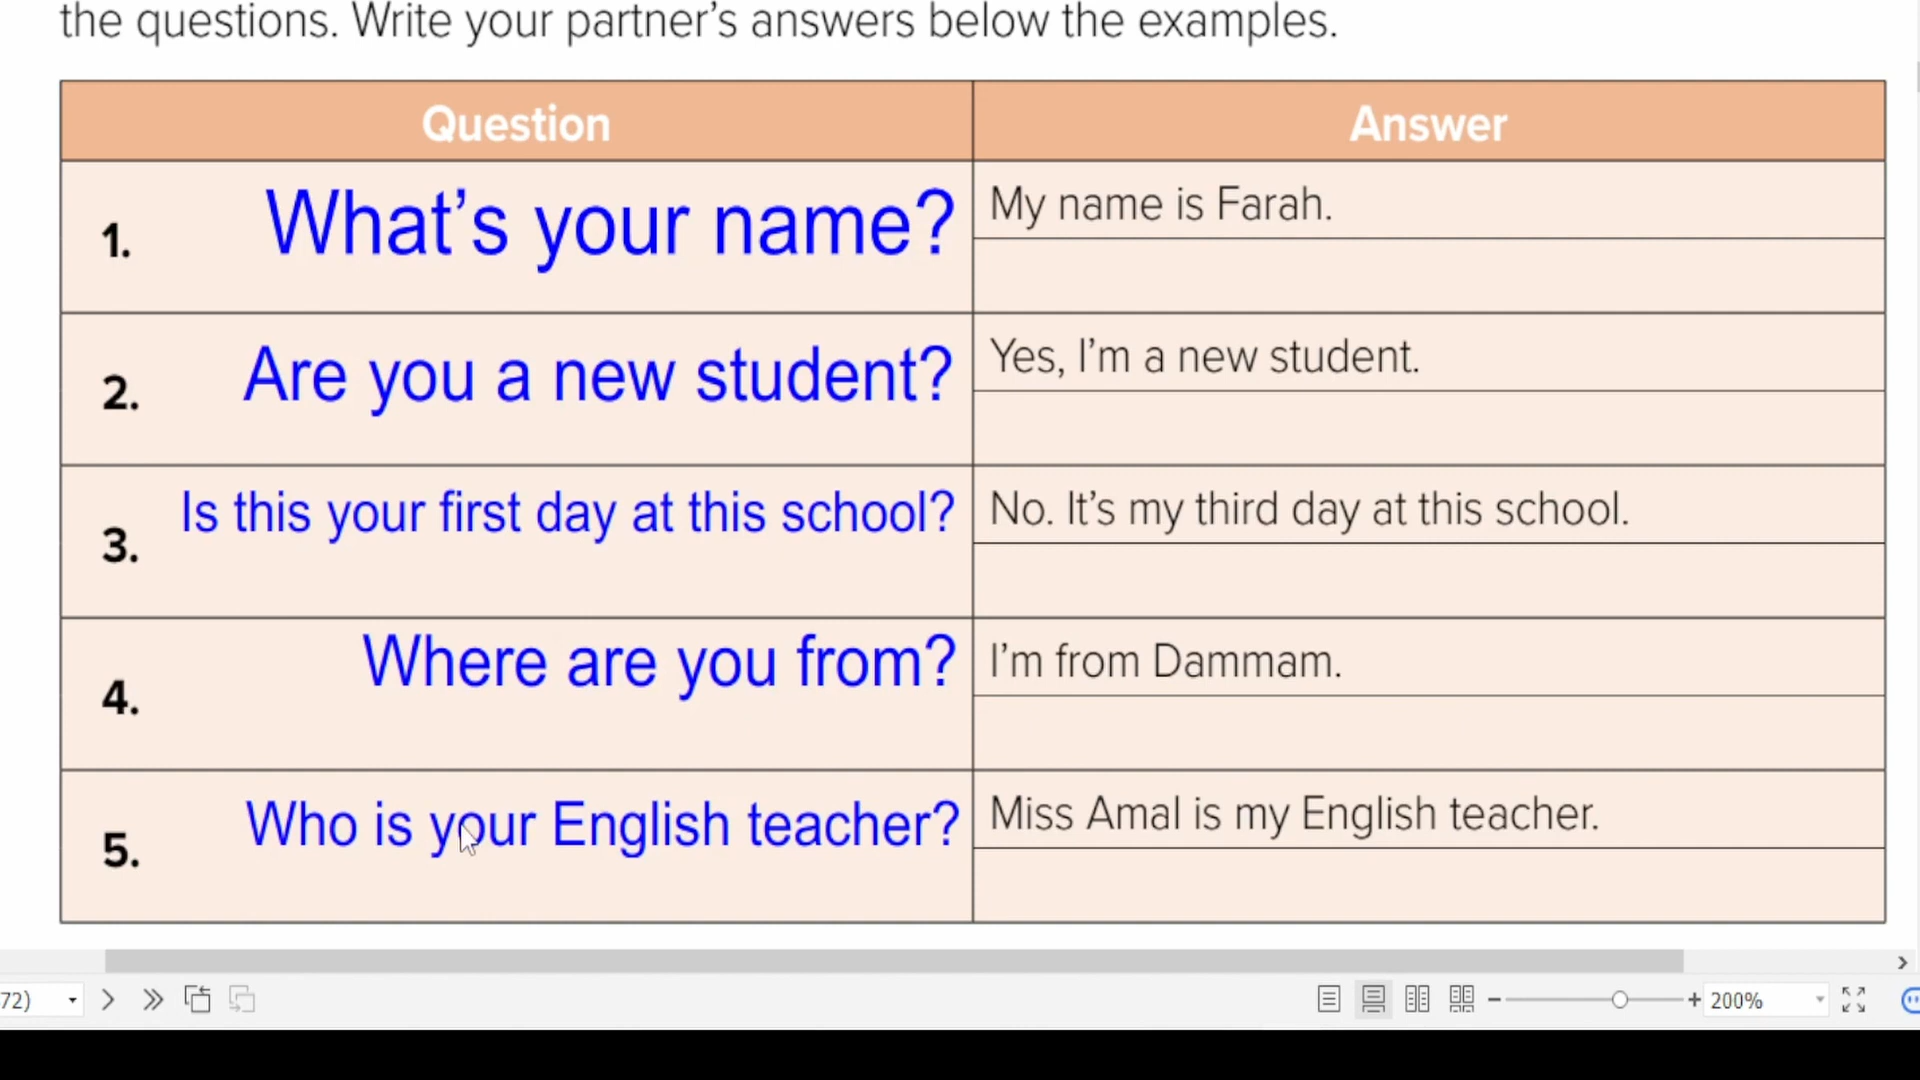 the questions. Write your partner's answers below the examples.
Question
Answer
1.
What's your name?
My name is Farah.
2.
Are you a new student?
Yes, I'm a new student.
3.
Is this your first day at this school?
No. It's my third day at this school.
4.
Where are you from?
I'm from Dammam.
5.
Who is your English teacher?
Miss Amal is my English teacher.
72)
200%